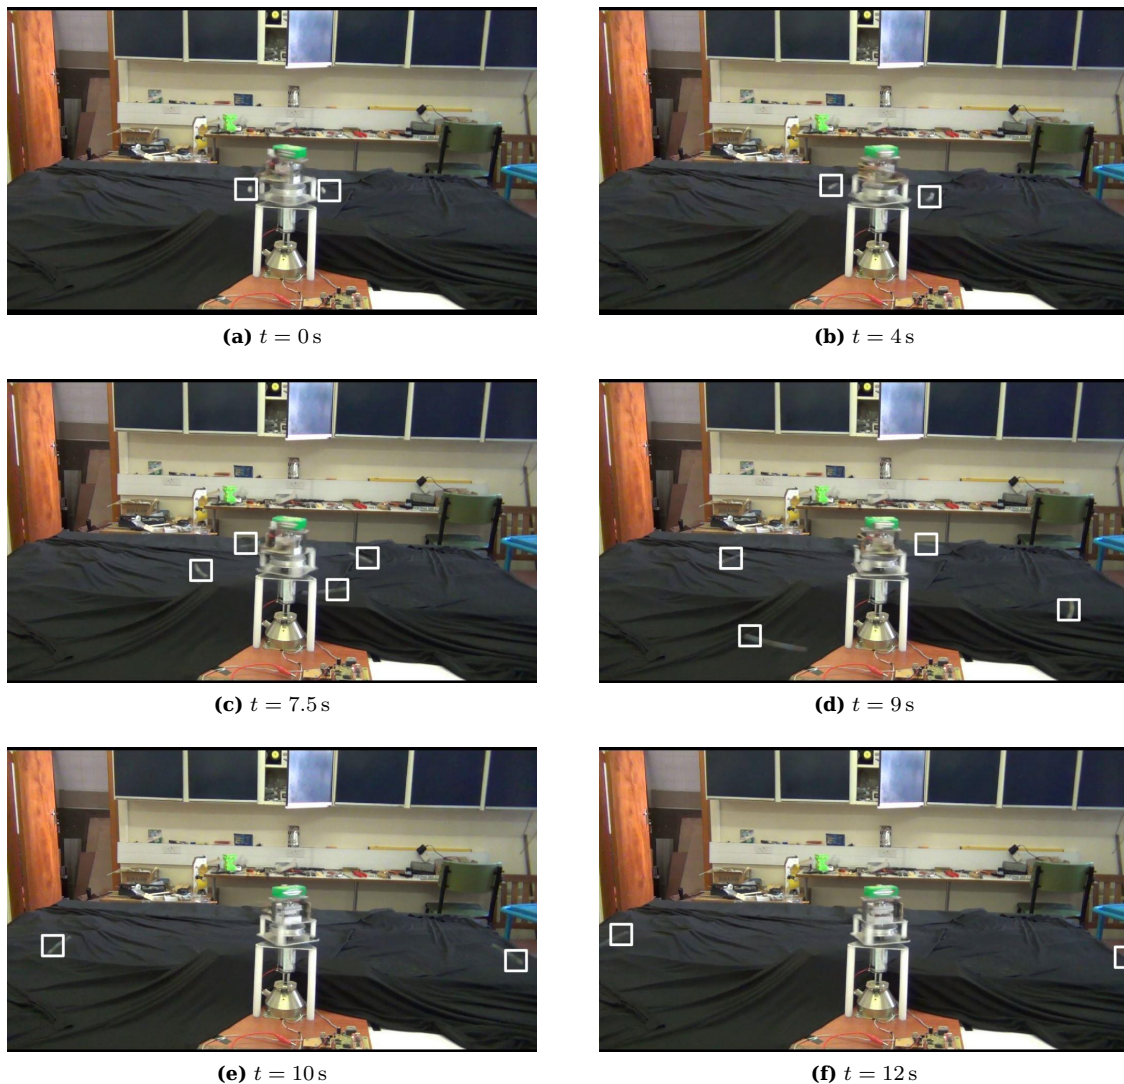 (a) t = 0 s
(b) t = 4 s
(c) t = 7.5 s
(d) t = 9 s
(e) t = 10 s
(f) t = 12 s